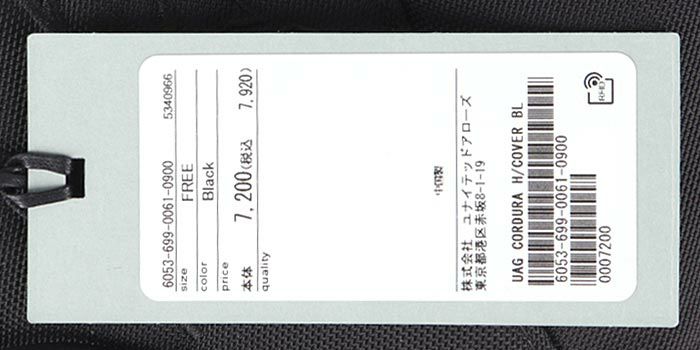 6053-699-0061-0900 5340966
size FREE
color Black
price
本体 7,200(税込 7,920)
quality
中国製
株式会社 ユナイテッドアローズ
東京都港区赤坂8-1-19
UAG CORDURA H/COVER BL
6053-699-0061-0900
0007200
RFID